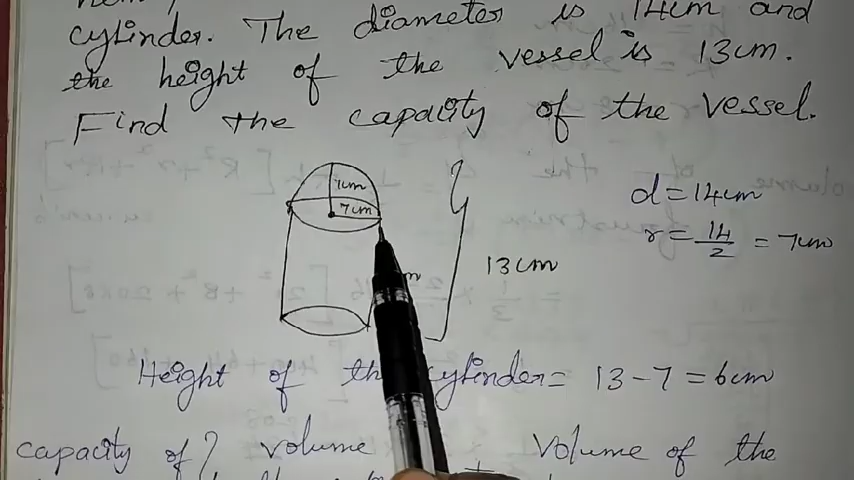 cylinder. The diameter is 14cm and
the height of the vessel is 13cm.
Find the capacity of the vessel.
7cm
7cm
d = 14cm
r = 14/2 = 7cm
13cm
Height of the cylinder = 13 - 7 = 6cm
capacity of } volume Volume of the